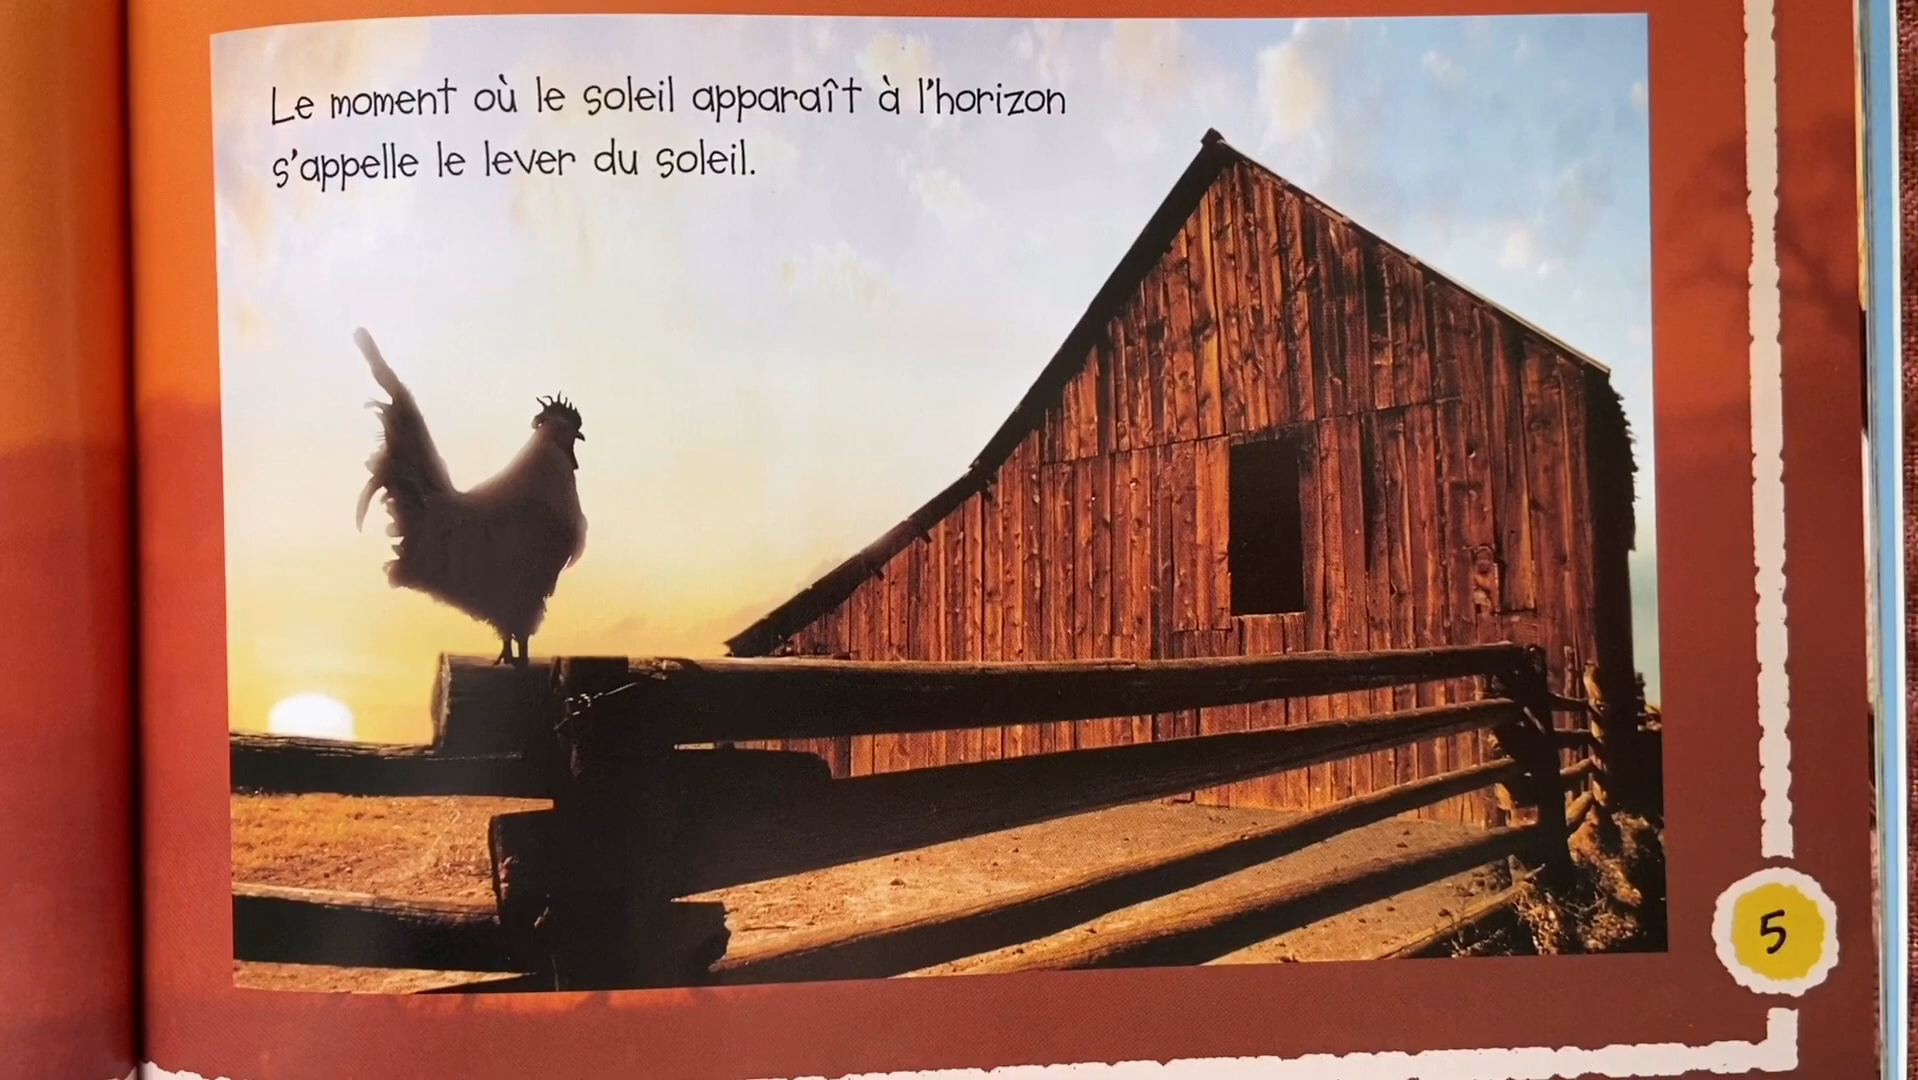 Le moment où le soleil apparaît à l'horizon
s'appelle le lever du soleil.
5